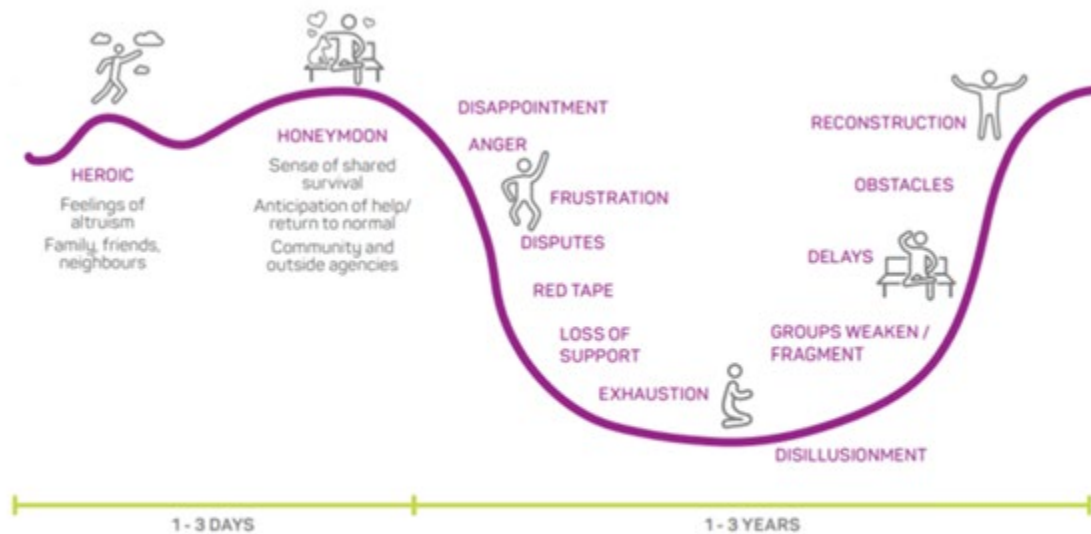 HEROIC
Feelings of
altruism
Family, friends,
neighbours
HONEYMOON
Sense of shared
survival
Anticipation of help/
return to normal
Community and
outside agencies
DISAPPOINTMENT
ANGER
FRUSTRATION
DISPUTES
RED TAPE
LOSS OF
SUPPORT
EXHAUSTION
DISILLUSIONMENT
GROUPS WEAKEN /
FRAGMENT
DELAYS
OBSTACLES
RECONSTRUCTION
1 - 3 DAYS
1 - 3 YEARS